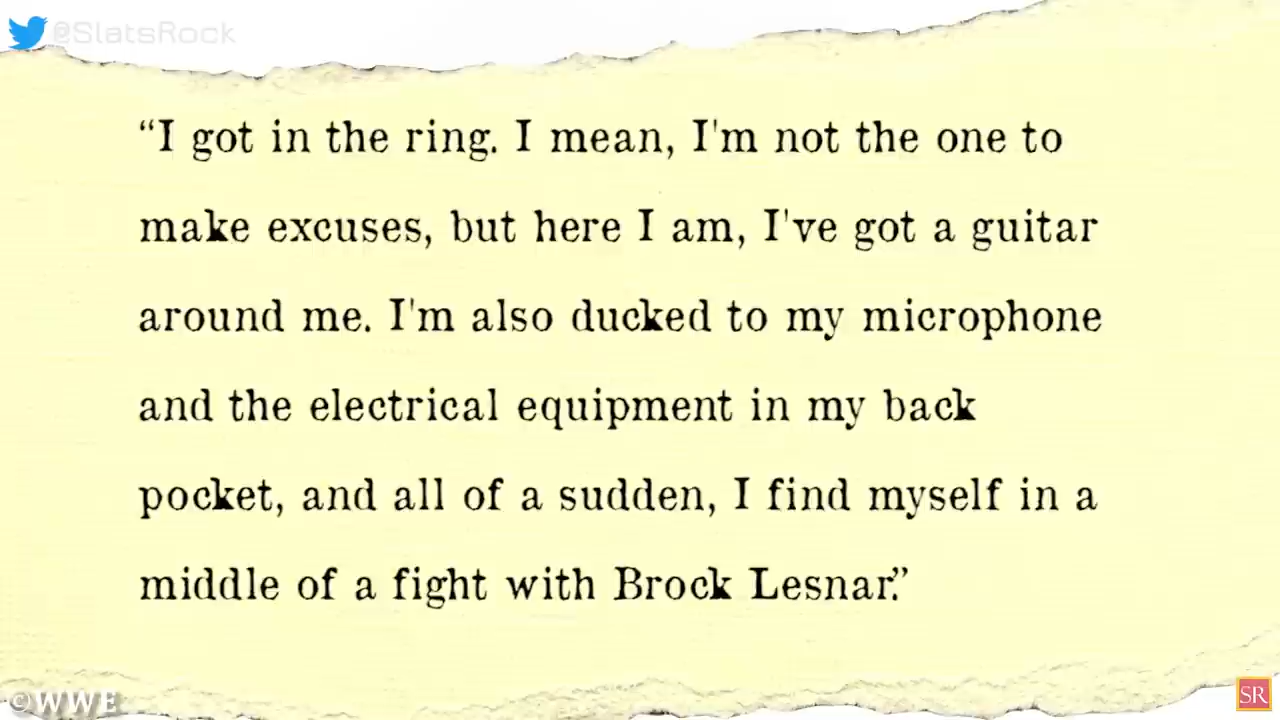 @SlatsRock
“I got in the ring. I mean, I'm not the one to
make excuses, but here I am, I've got a guitar
around me. I'm also ducked to my microphone
and the electrical equipment in my back
pocket, and all of a sudden, I find myself in a
middle of a fight with Brock Lesnar.”
©WWE
SR